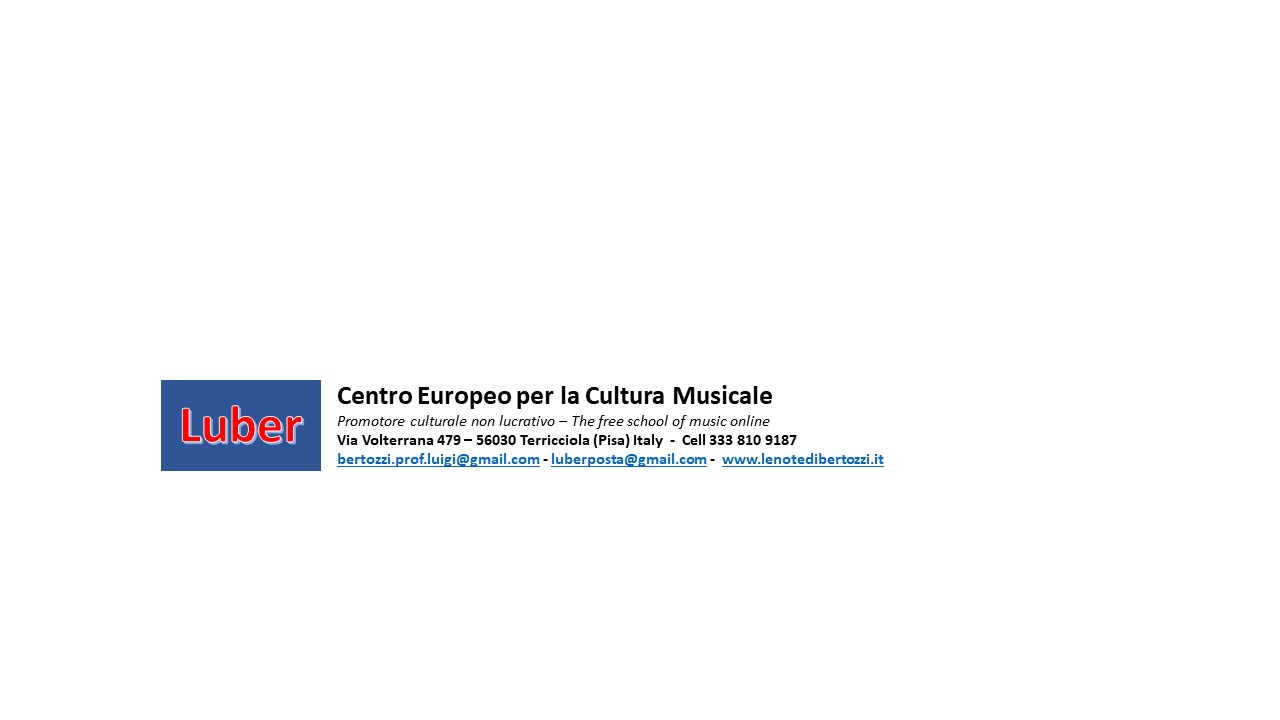 Luber
Centro Europeo per la Cultura Musicale
Promotore culturale non lucrativo – The free school of music online
Via Volterrana 479 – 56030 Terricciola (Pisa) Italy - Cell 333 810 9187
bertozzi.prof.luigi@gmail.com - luberposta@gmail.com - www.lenotedibertozzi.it